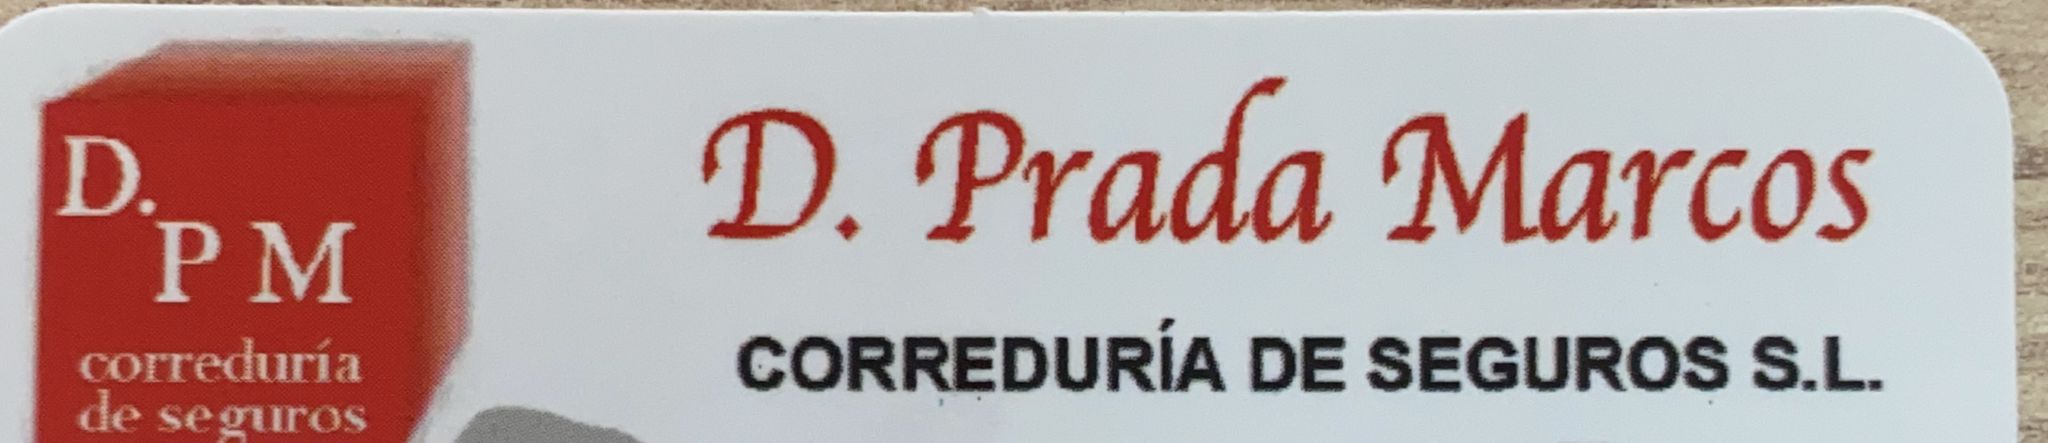 D.
P M
correduría
de seguros
D. Prada Marcos
CORREDURÍA DE SEGUROS S.L.